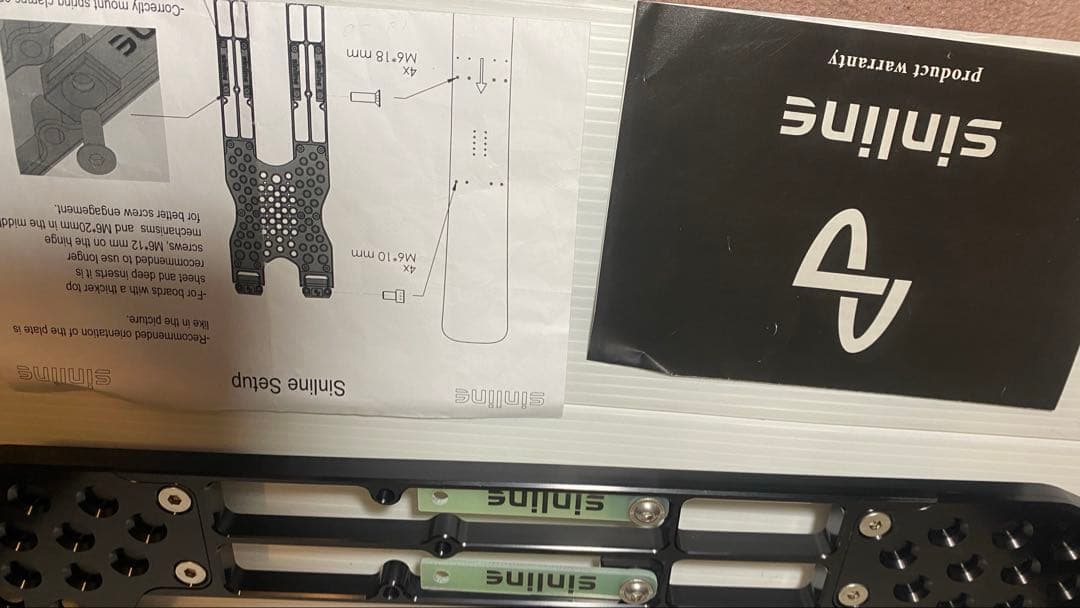 sinline
Sinline Setup
sinline
-Recommended orientation of the plate is
like in the picture.
-For boards with a thicker top
sheet and deep inserts it is
recommended to use longer
screws, M6*12 mm on the hinge
mechanisms and M6*20mm in the middl
for better screw engagement.
4x
M6*10 mm
4x
M6*18 mm
-Correctly mount spring clamps
sinline
product warranty
sinline
sinline